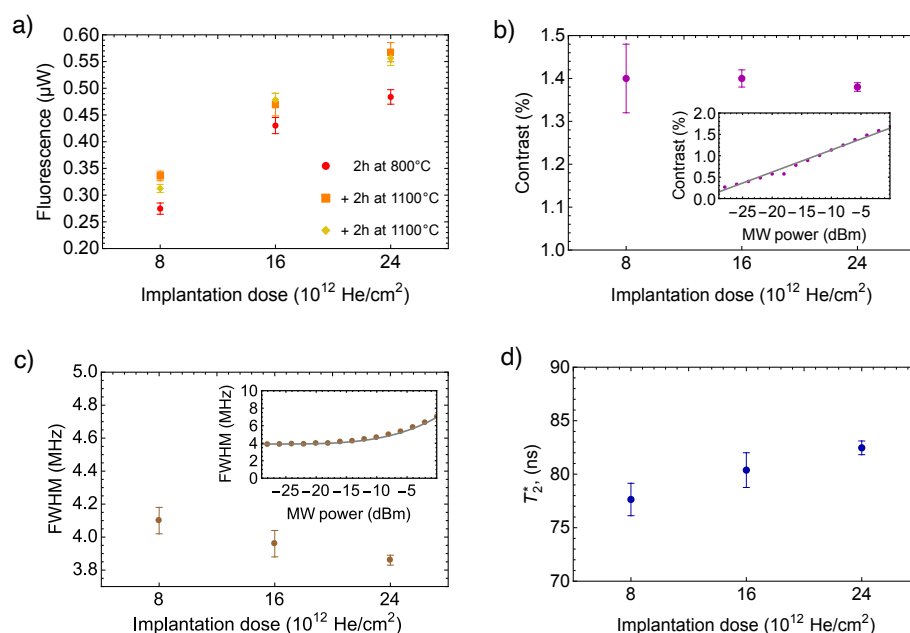 a)
Fluorescence (μW)
0.60
0.55
0.50
0.45
0.40
0.35
0.30
0.25
0.20
2h at 800°C
+ 2h at 1100°C
+ 2h at 1100°C
8 16 24
Implantation dose (10¹² He/cm²)
b)
Contrast (%)
1.5
1.4
1.3
1.2
1.1
1.0
Contrast (%)
2.0
1.5
1.0
0.5
0.0
−25 −20 −15 −10 −5
MW power (dBm)
8 16 24
Implantation dose (10¹² He/cm²)
c)
FWHM (MHz)
5.0
4.8
4.6
4.4
4.2
4.0
3.8
FWHM (MHz)
10
8
6
4
2
0
−25 −20 −15 −10 −5
MW power (dBm)
8 16 24
Implantation dose (10¹² He/cm²)
d)
T₂*, (ns)
90
85
80
75
70
8 16 24
Implantation dose (10¹² He/cm²)